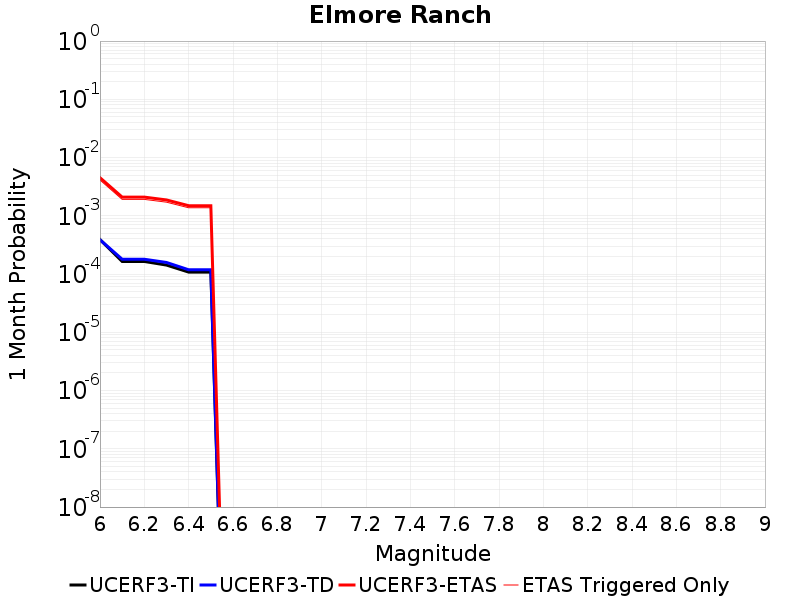 Elmore Ranch
10^0
10^-1
10^-2
10^-3
10^-4
10^-5
10^-6
10^-7
10^-8
1 Month Probability
6 6.2 6.4 6.6 6.8 7 7.2 7.4 7.6 7.8 8 8.2 8.4 8.6 8.8 9
Magnitude
UCERF3-TI UCERF3-TD UCERF3-ETAS ETAS Triggered Only